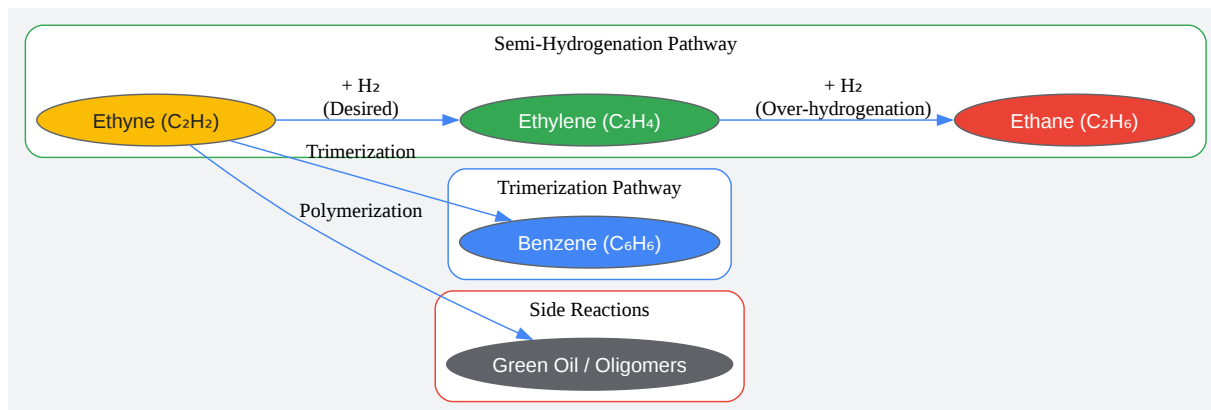 Semi-Hydrogenation Pathway
+ H₂
(Desired)
+ H₂
(Over-hydrogenation)
Ethyne (C₂H₂)
Ethylene (C₂H₄)
Ethane (C₂H₆)
Trimerization
Trimerization Pathway
Polymerization
Benzene (C₆H₆)
Side Reactions
Green Oil / Oligomers